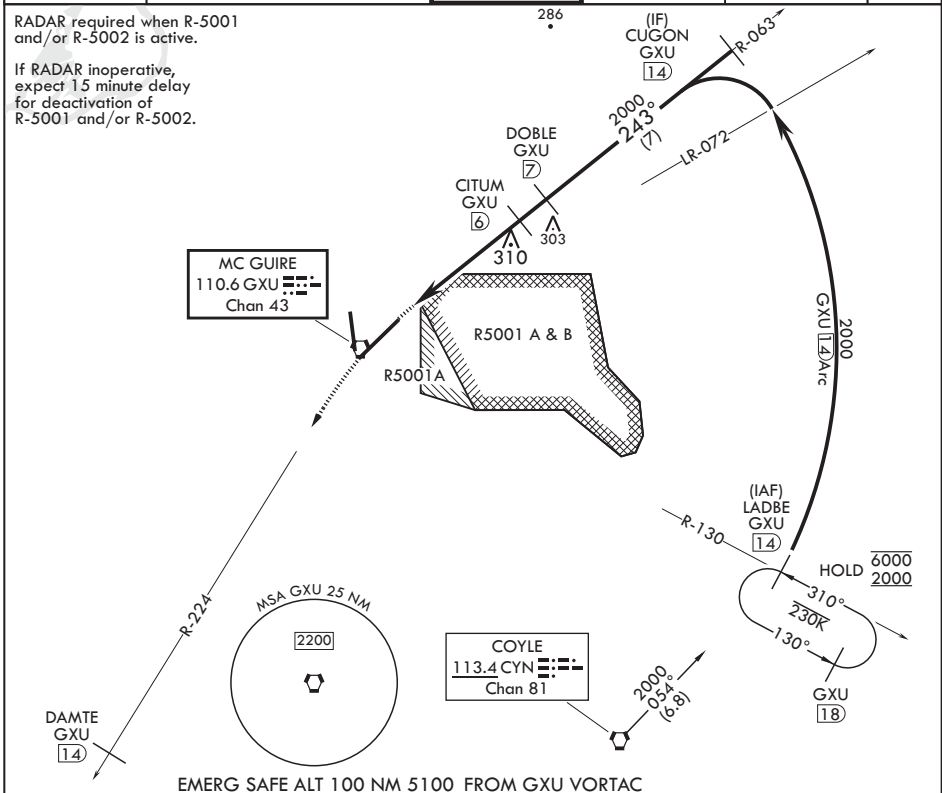 RADAR required when R-5001
and/or R-5002 is active.
If RADAR inoperative,
expect 15 minute delay
for deactivation of
R-5001 and/or R-5002.
286
(IF)
CUGON
GXU
14
R-063
2000
243°
(7)
LR-072
DOBLE
GXU
7
CITUM
GXU
6
303
310
MC GUIRE
110.6 GXU
Chan 43
R5001 A & B
R5001A
2000
GXU 14 Arc
(IAF)
LADBE
GXU
14
R-130
HOLD
6000
2000
310°
230K
130°
GXU
18
R-224
MSA GXU 25 NM
2200
COYLE
113.4 CYN
Chan 81
2000
054°
(6.8)
DAMTE
GXU
14
EMERG SAFE ALT 100 NM 5100 FROM GXU VORTAC